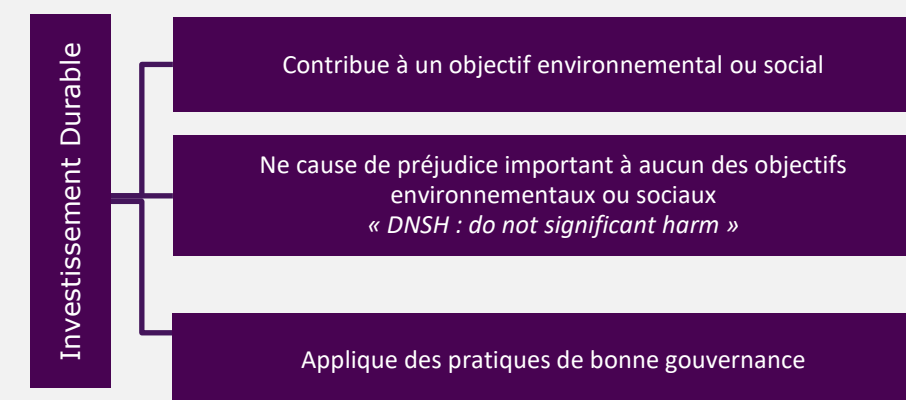 Investissement Durable
Contribue à un objectif environnemental ou social
Ne cause de préjudice important à aucun des objectifs
environnementaux ou sociaux
« DNSH : do not significant harm »
Applique des pratiques de bonne gouvernance